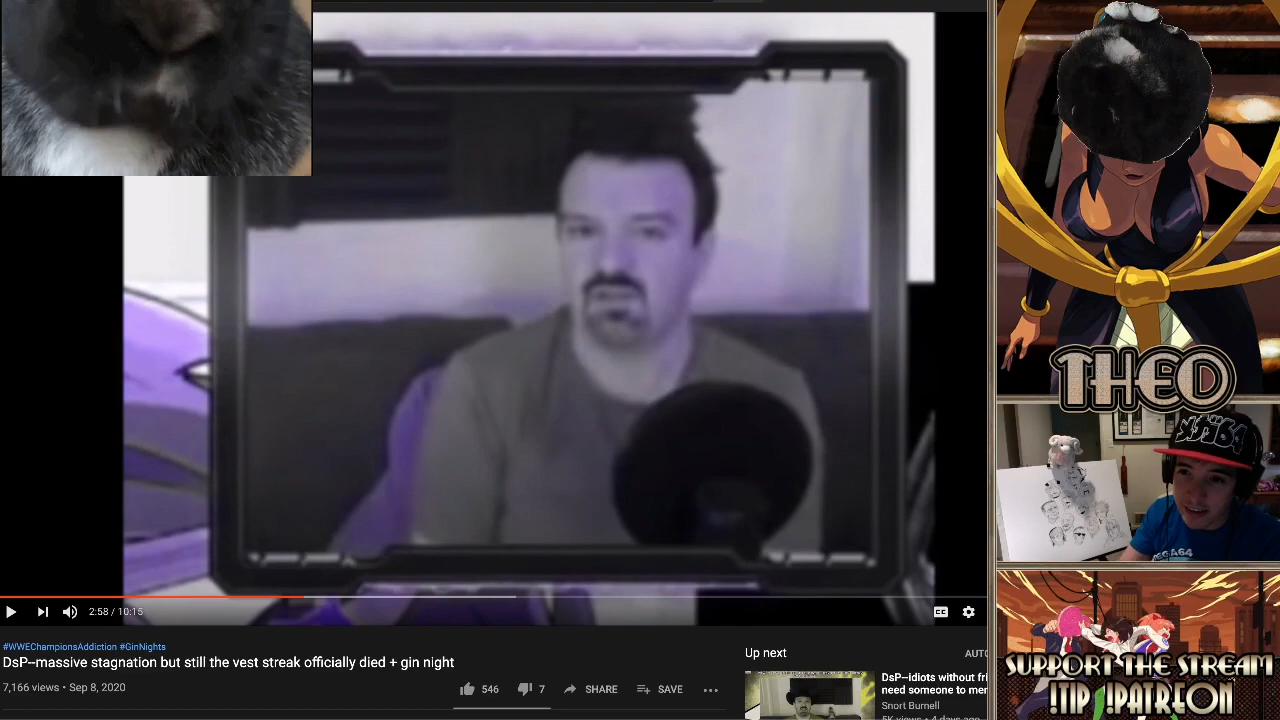 THEO
2:58 / 10:15
CC
#WWEChampionsAddiction #GinNights
DsP--massive stagnation but still the vest streak officially died + gin night
7,166 views • Sep 8, 2020
546
7
SHARE
SAVE
Up next
AUTO
DsP--idiots without fri
need someone to mer
Snort Burnell
SUPPORT THE STREAM
!TIP !PATREON